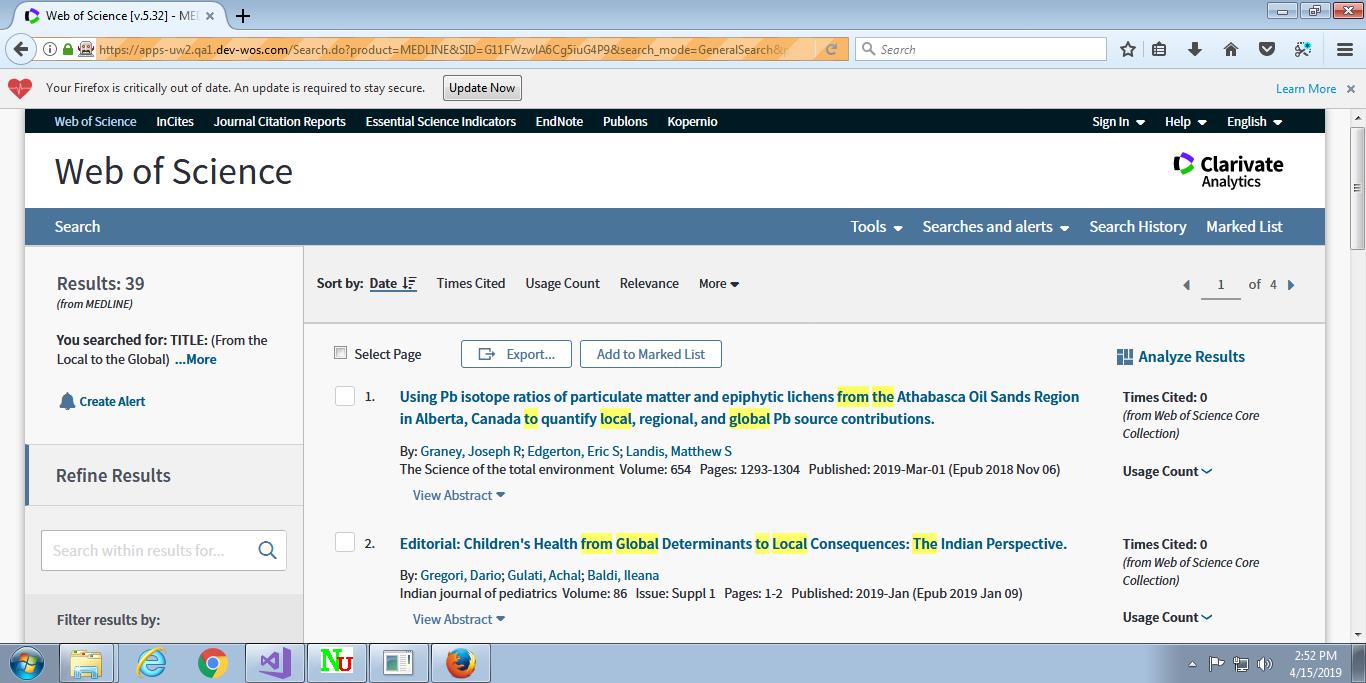 Web of Science [v.5.32] - ME
https://apps-uw2.qa1.dev-wos.com/Search.do?product=MEDLINE&SID=G11FWzwIA6Cg5iuG4P9&search_mode=GeneralSearch&
Search
Your Firefox is critically out of date. An update is required to stay secure. Update Now Learn More
Web of Science InCites Journal Citation Reports Essential Science Indicators EndNote Publons Kopernio Sign In Help English
Web of Science
Clarivate
Analytics
Search Tools Searches and alerts Search History Marked List
Results: 39
(from MEDLINE)
You searched for: TITLE: (From the
Local to the Global) ...More
Create Alert
Refine Results
Search within results for...
Filter results by:
Sort by: Date Times Cited Usage Count Relevance More
1 of 4
Select Page Export... Add to Marked List
Analyze Results
1. Using Pb isotope ratios of particulate matter and epiphytic lichens from the Athabasca Oil Sands Region
in Alberta, Canada to quantify local, regional, and global Pb source contributions.
By: Graney, Joseph R; Edgerton, Eric S; Landis, Matthew S
The Science of the total environment Volume: 654 Pages: 1293-1304 Published: 2019-Mar-01 (Epub 2018 Nov 06)
View Abstract
Times Cited: 0
(from Web of Science Core
Collection)
Usage Count
2. Editorial: Children's Health from Global Determinants to Local Consequences: The Indian Perspective.
By: Gregori, Dario; Gulati, Achal; Baldi, Ileana
Indian journal of pediatrics Volume: 86 Issue: Suppl 1 Pages: 1-2 Published: 2019-Jan (Epub 2019 Jan 09)
View Abstract
Times Cited: 0
(from Web of Science Core
Collection)
Usage Count
Nu
2:52 PM
4/15/2019